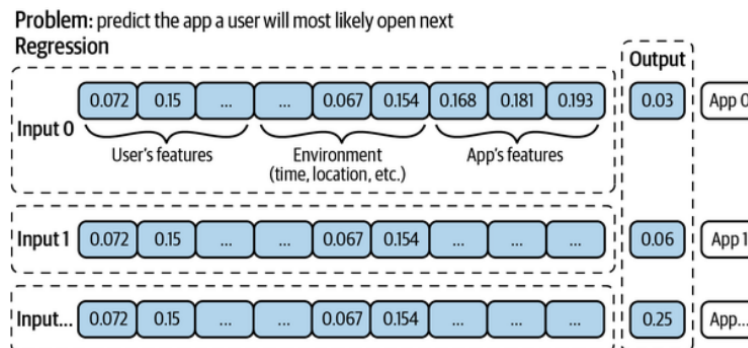 Problem: predict the app a user will most likely open next
Regression
Output
Input 0 0.072 0.15 ... ... 0.067 0.154 0.168 0.181 0.193 0.03 App 0
User's features Environment App's features
(time, location, etc.)
Input 1 0.072 0.15 ... ... 0.067 0.154 ... ... ... 0.06 App 1
Input... 0.072 0.15 ... ... 0.067 0.154 ... ... ... 0.25 App...